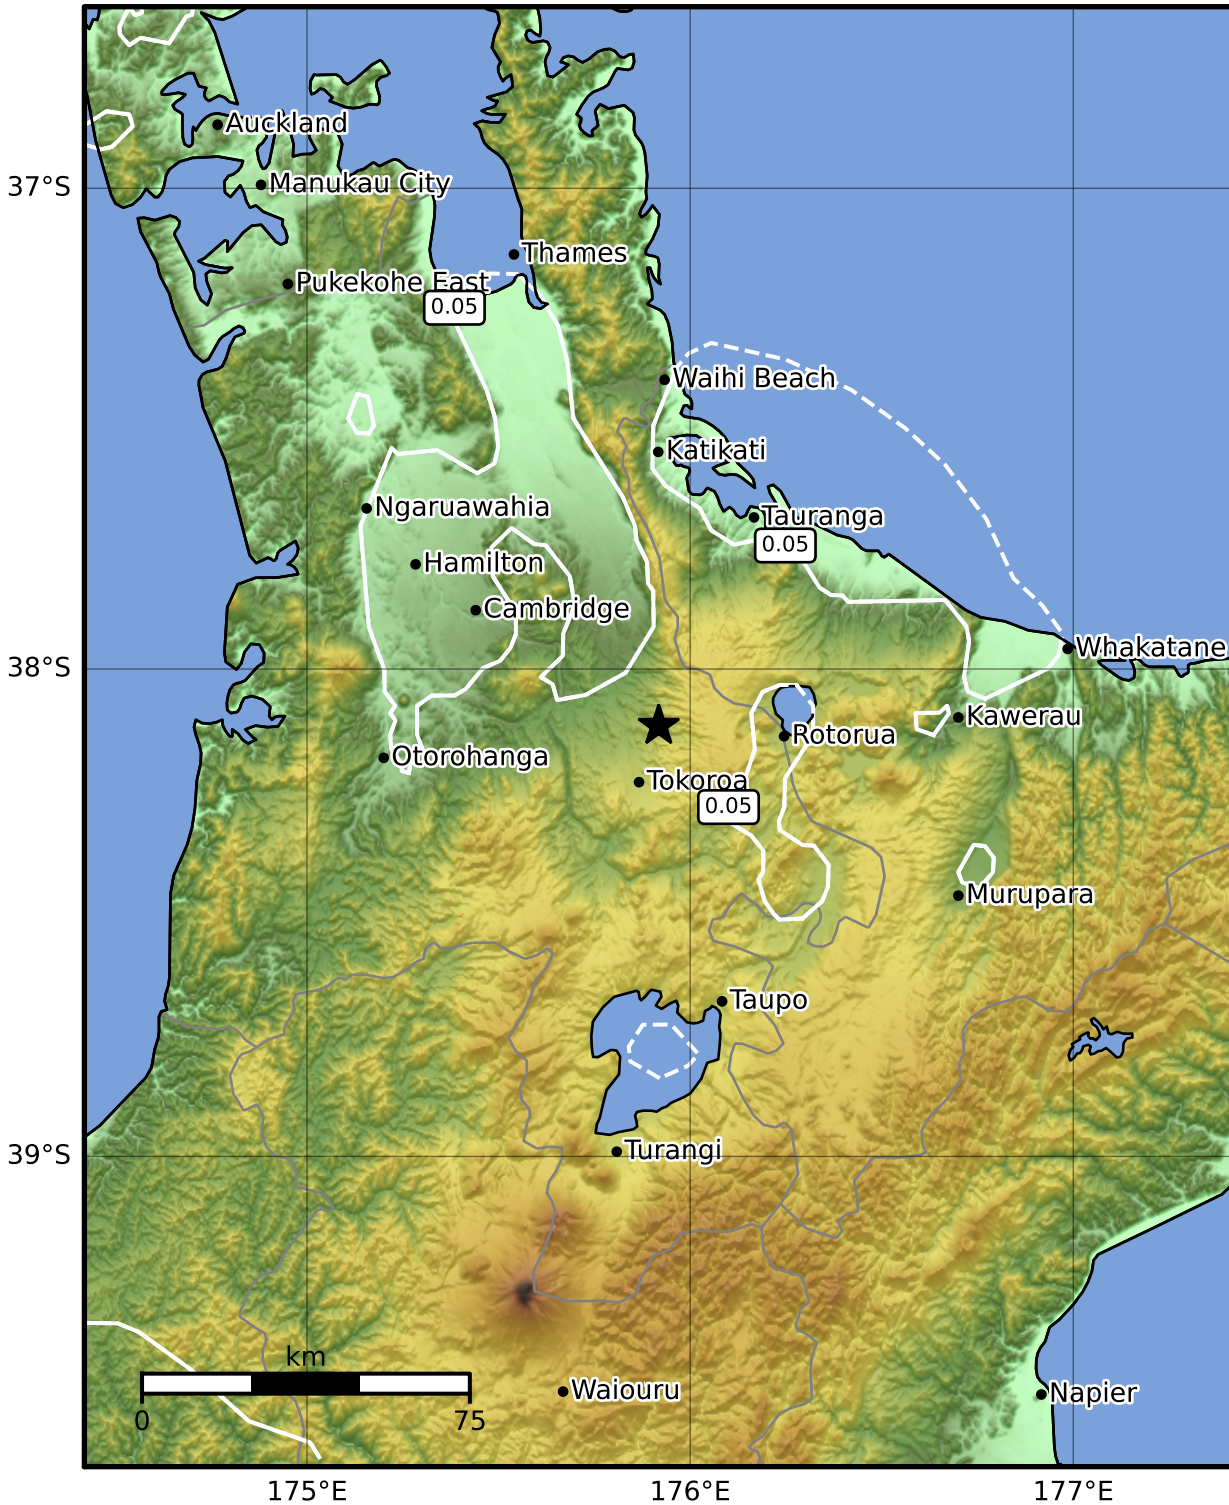 Auckland
Manukau City
37°S
Thames
Pukekohe East
0.05
Waihi Beach
Katikati
Ngaruawahia
Tauranga
0.05
Hamilton
Cambridge
Whakatane
38°S
Kawerau
Rotorua
Otorohanga
Tokoroa
0.05
Murupara
Taupo
Turangi
39°S
km
Waiouru
Napier
0
75
175°E
176°E
177°E